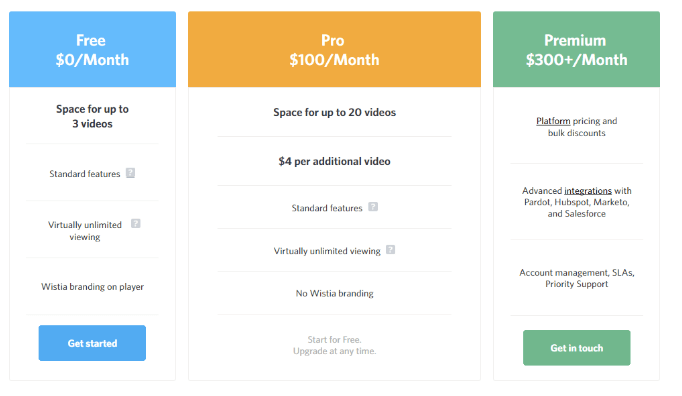 Free
$0/Month
Space for up to
3 videos
Standard features ?
Virtually unlimited ?
viewing
Wistia branding on player
Get started
Pro
$100/Month
Space for up to 20 videos
$4 per additional video
Standard features ?
Virtually unlimited viewing ?
No Wistia branding
Start for Free.
Upgrade at any time.
Premium
$300+/Month
Platform pricing and
bulk discounts
Advanced integrations with
Pardot, Hubspot, Marketo,
and Salesforce
Account management, SLAs,
Priority Support
Get in touch